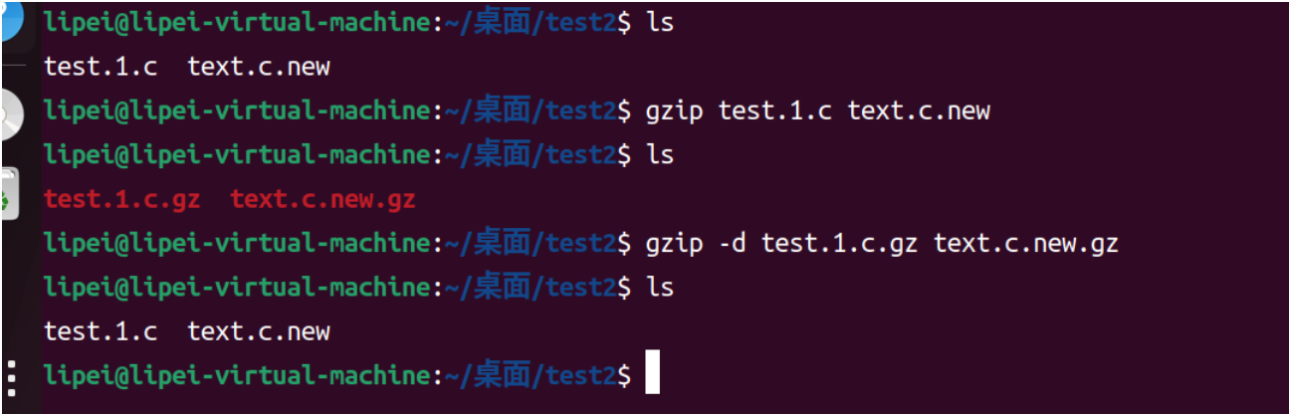 lipei@lipei-virtual-machine:~/桌面/test2$ ls
test.1.c  text.c.new
lipei@lipei-virtual-machine:~/桌面/test2$ gzip test.1.c text.c.new
lipei@lipei-virtual-machine:~/桌面/test2$ ls
test.1.c.gz  text.c.new.gz
lipei@lipei-virtual-machine:~/桌面/test2$ gzip -d test.1.c.gz text.c.new.gz
lipei@lipei-virtual-machine:~/桌面/test2$ ls
test.1.c  text.c.new
lipei@lipei-virtual-machine:~/桌面/test2$